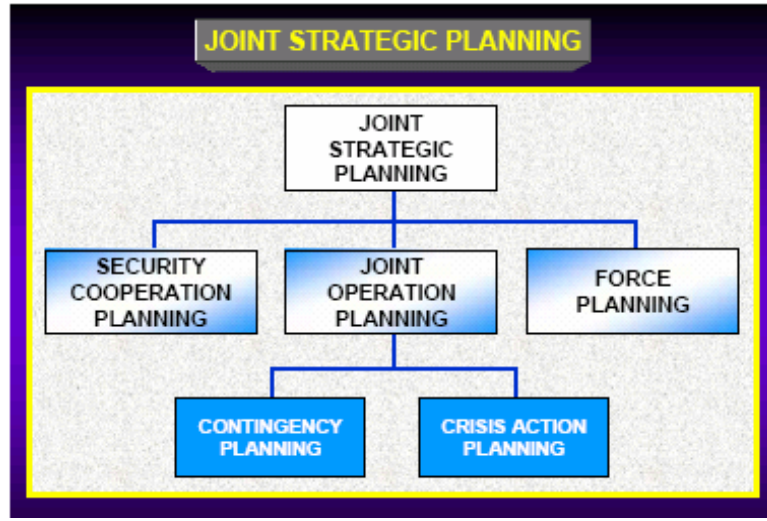 JOINT STRATEGIC PLANNING
JOINT
STRATEGIC
PLANNING
SECURITY
COOPERATION
PLANNING
JOINT
OPERATION
PLANNING
FORCE
PLANNING
CONTINGENCY
PLANNING
CRISIS ACTION
PLANNING